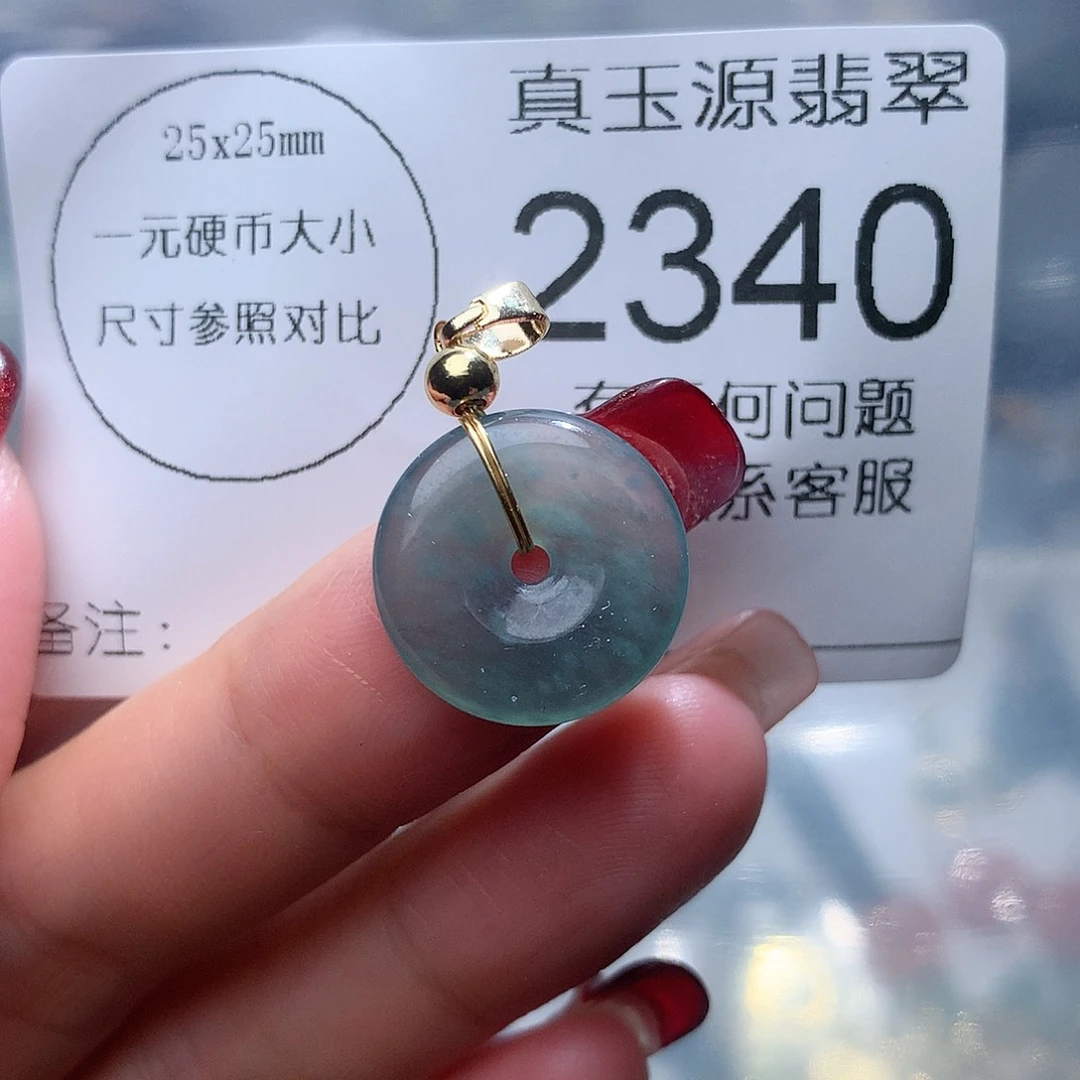 25x25mm
一元硬币大小
尺寸参照对比
真玉源翡翠
2340
何问题
系客服
备注：